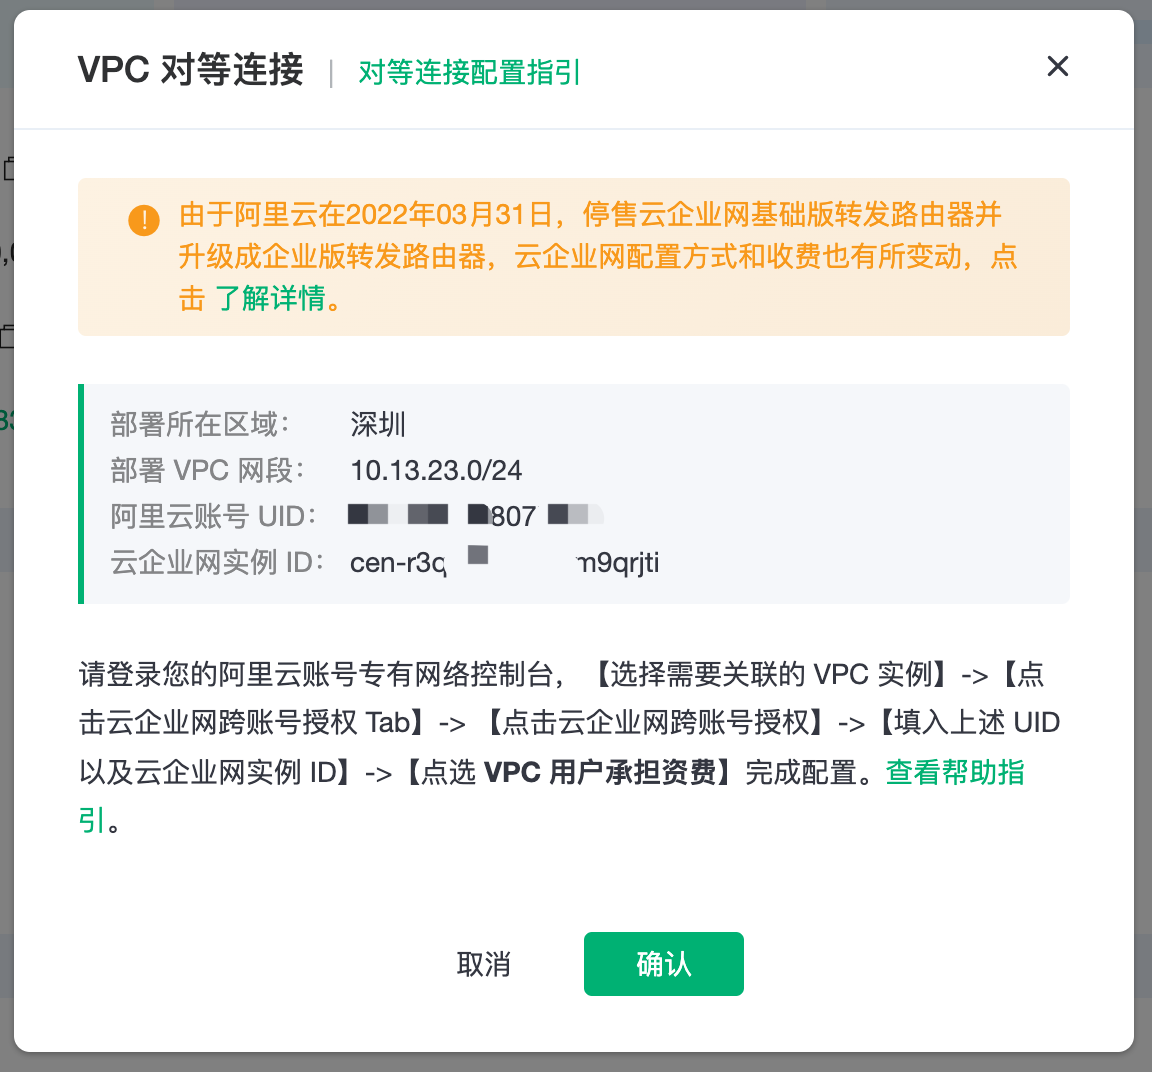 VPC 对等连接 | 对等连接配置指引
由于阿里云在2022年03月31日，停售云企业网基础版转发路由器并
升级成企业版转发路由器，云企业网配置方式和收费也有所变动，点
击 了解详情。
部署所在区域： 深圳
部署 VPC 网段： 10.13.23.0/24
阿里云账号 UID： 807
云企业网实例 ID： cen-r3q m9qrjti
请登录您的阿里云账号专有网络控制台，【选择需要关联的 VPC 实例】->【点
击云企业网跨账号授权 Tab】-> 【点击云企业网跨账号授权】->【填入上述 UID
以及云企业网实例 ID】->【点选 VPC 用户承担资费】完成配置。查看帮助指
引。
取消 确认